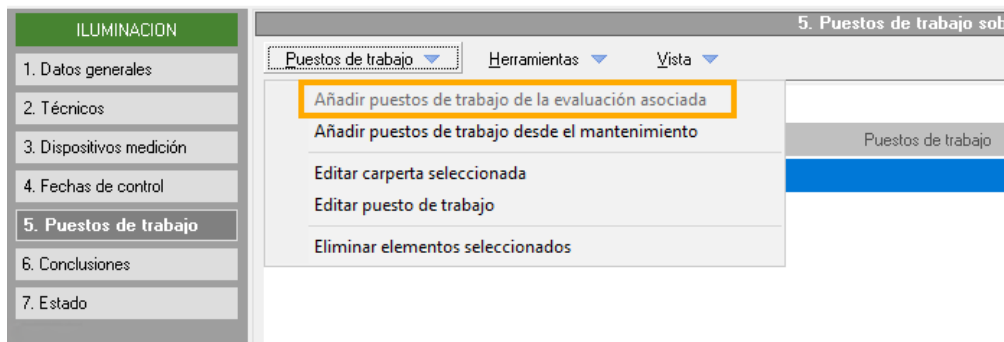 ILUMINACION
1. Datos generales
2. Técnicos
3. Dispositivos medición
4. Fechas de control
5. Puestos de trabajo
6. Conclusiones
7. Estado
5. Puestos de trabajo sob
Puestos de trabajo Herramientas Vista
Añadir puestos de trabajo de la evaluación asociada
Añadir puestos de trabajo desde el mantenimiento
Editar carperta seleccionada
Editar puesto de trabajo
Eliminar elementos seleccionados
Puestos de trabajo